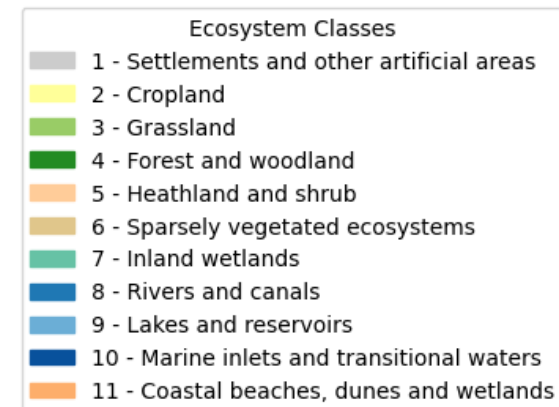 Ecosystem Classes
1 - Settlements and other artificial areas
2 - Cropland
3 - Grassland
4 - Forest and woodland
5 - Heathland and shrub
6 - Sparsely vegetated ecosystems
7 - Inland wetlands
8 - Rivers and canals
9 - Lakes and reservoirs
10 - Marine inlets and transitional waters
11 - Coastal beaches, dunes and wetlands